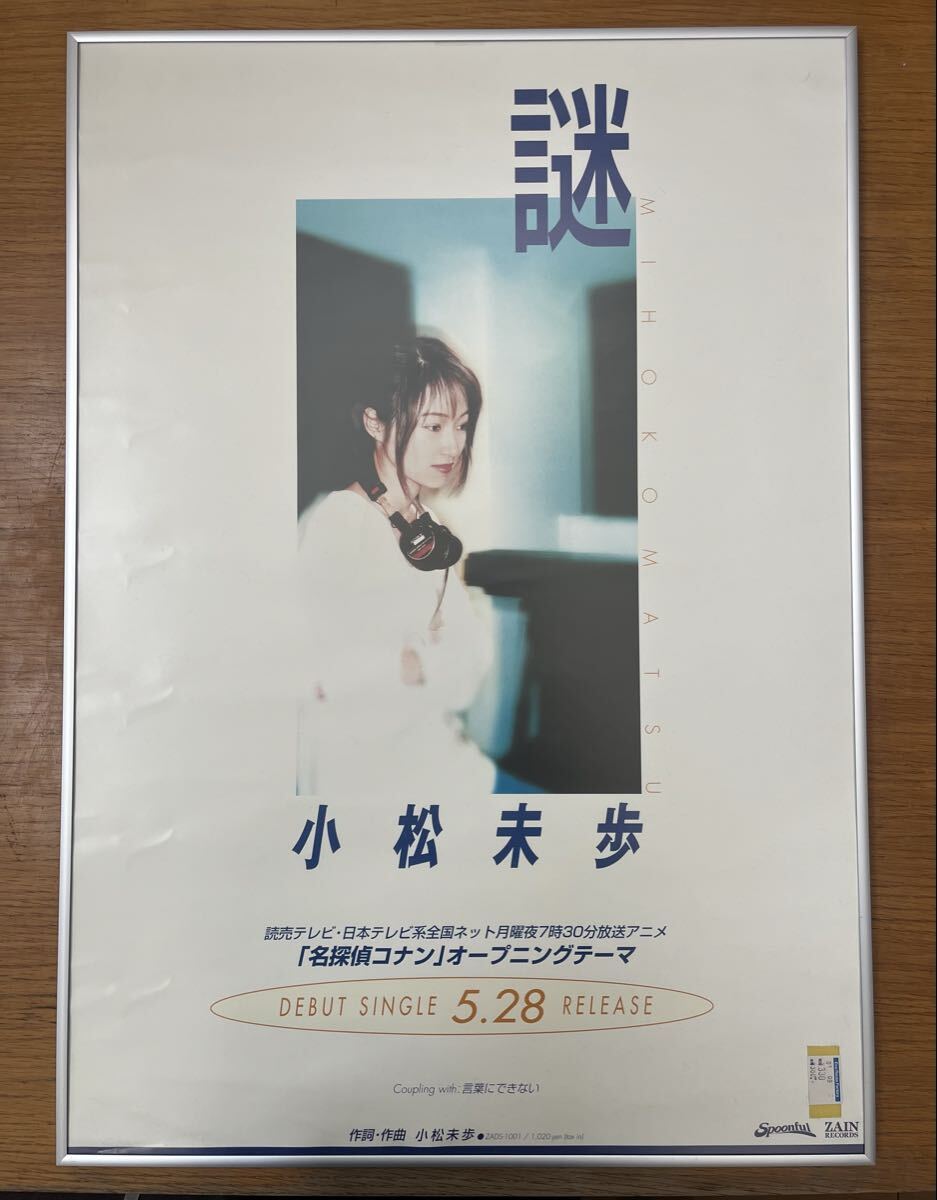 謎
MIHO KOMATSU
小松未歩
読売テレビ・日本テレビ系全国ネット月曜夜7時30分放送アニメ
「名探偵コナン」オープニングテーマ
DEBUT SINGLE 5.28 RELEASE
Coupling with:言葉にできない
作詞・作曲 小松未歩●ZADS-1001 / 1,020 yen [tax in]
Spoonful
ZAIN
RECORDS